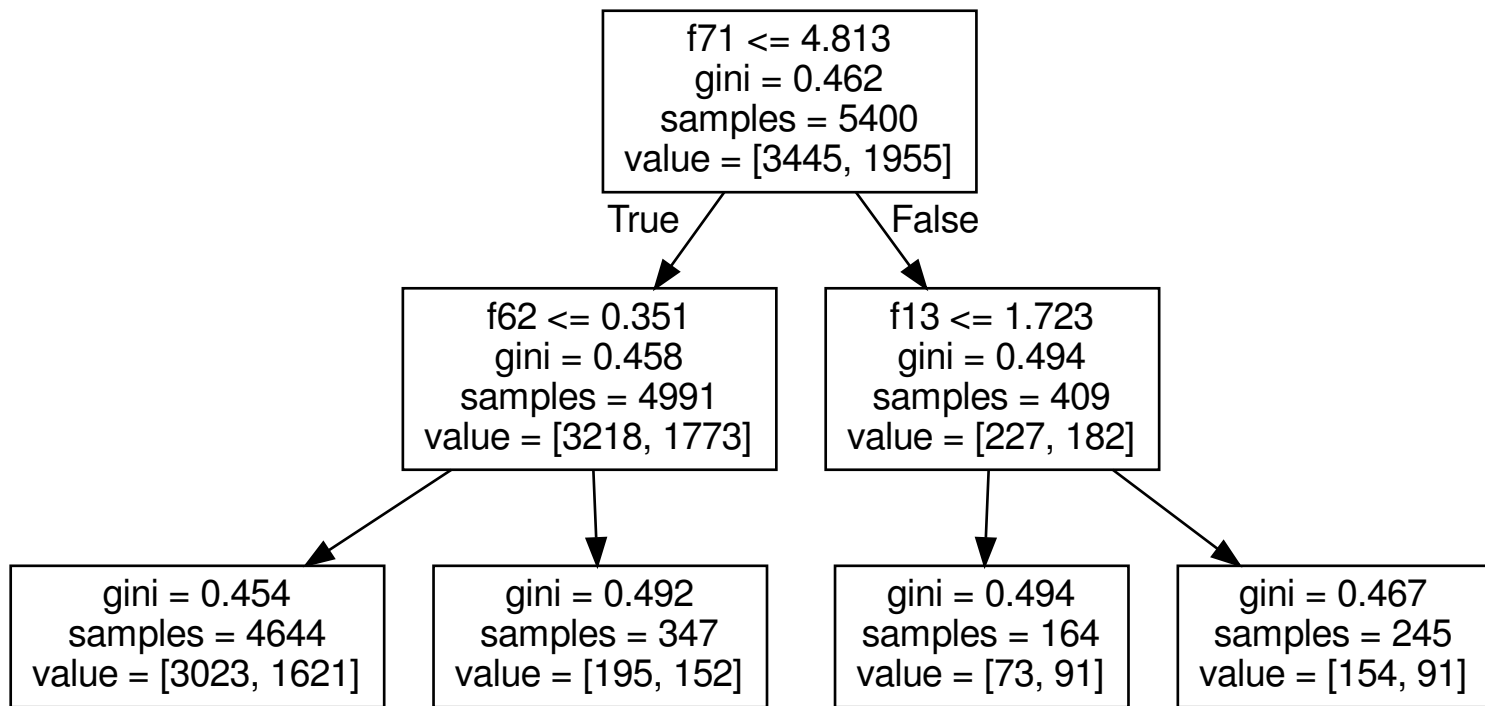 f71 <= 4.813
gini = 0.462
samples = 5400
value = [3445, 1955]
True
False
f62 <= 0.351
gini = 0.458
samples = 4991
value = [3218, 1773]
f13 <= 1.723
gini = 0.494
samples = 409
value = [227, 182]
gini = 0.454
samples = 4644
value = [3023, 1621]
gini = 0.492
samples = 347
value = [195, 152]
gini = 0.494
samples = 164
value = [73, 91]
gini = 0.467
samples = 245
value = [154, 91]